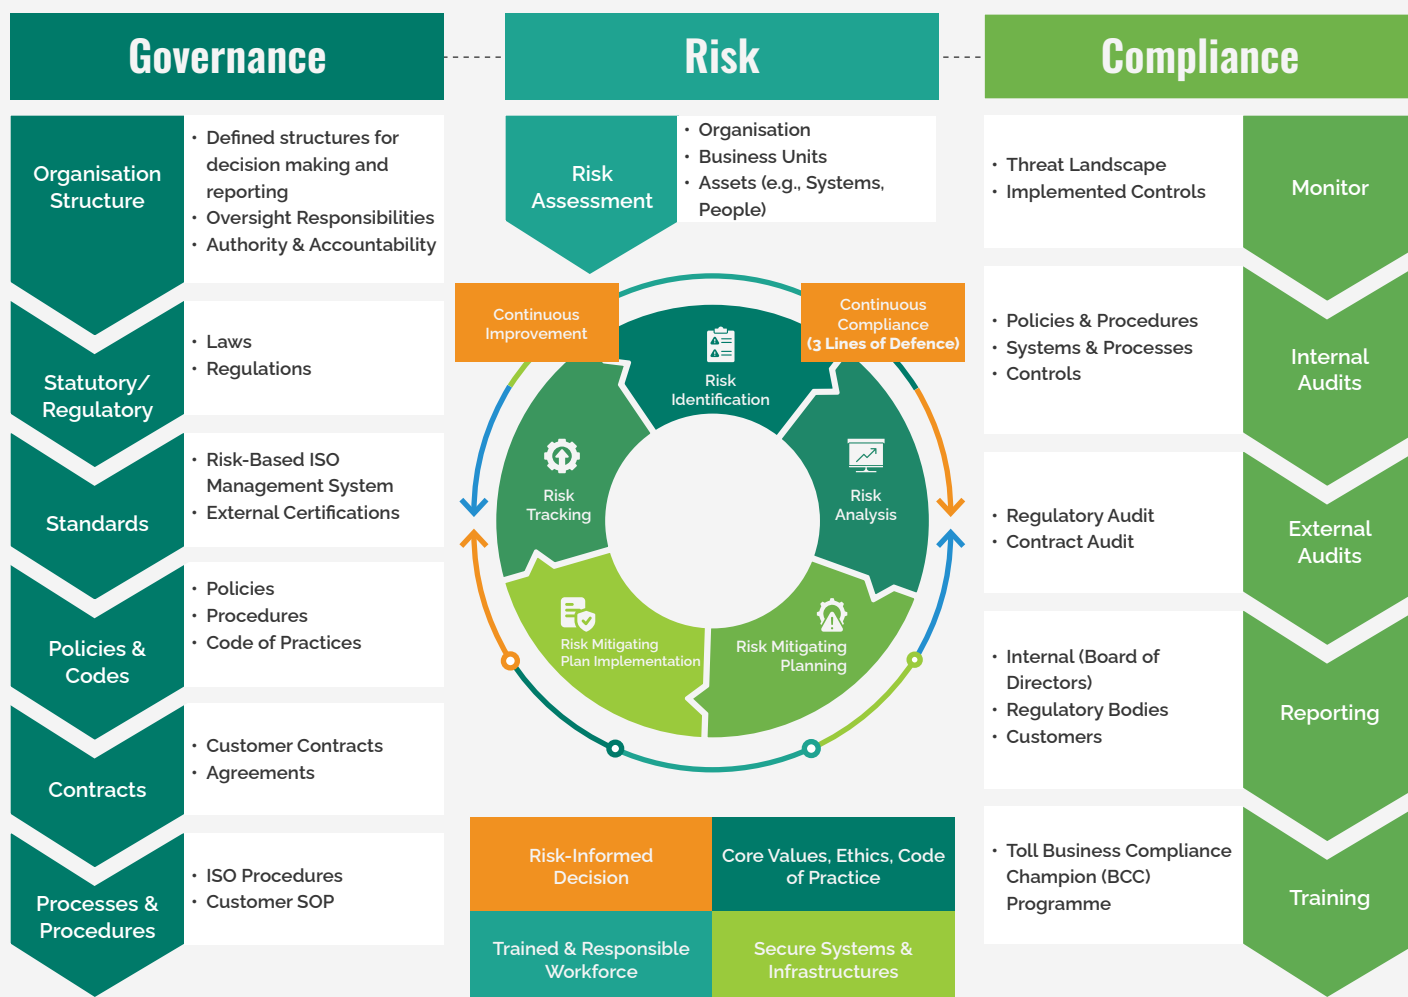 Governance
Risk
Compliance
Organisation
Structure
• Defined structures for
decision making and
reporting
• Oversight Responsibilities
• Authority & Accountability
Statutory/
Regulatory
• Laws
• Regulations
Standards
• Risk-Based ISO
Management System
• External Certifications
Policies &
Codes
• Policies
• Procedures
• Code of Practices
Contracts
• Customer Contracts
• Agreements
Processes &
Procedures
• ISO Procedures
• Customer SOP
Risk
Assessment
• Organisation
• Business Units
• Assets (e.g., Systems,
People)
Continuous
Improvement
Continuous
Compliance
(3 Lines of Defence)
Risk
Identification
Risk
Analysis
Risk Mitigating
Planning
Risk Mitigating
Plan Implementation
Risk
Tracking
Risk-Informed
Decision
Core Values, Ethics, Code
of Practice
Trained & Responsible
Workforce
Secure Systems &
Infrastructures
• Threat Landscape
• Implemented Controls
Monitor
• Policies & Procedures
• Systems & Processes
• Controls
Internal
Audits
• Regulatory Audit
• Contract Audit
External
Audits
• Internal (Board of
Directors)
• Regulatory Bodies
• Customers
Reporting
• Toll Business Compliance
Champion (BCC)
Programme
Training